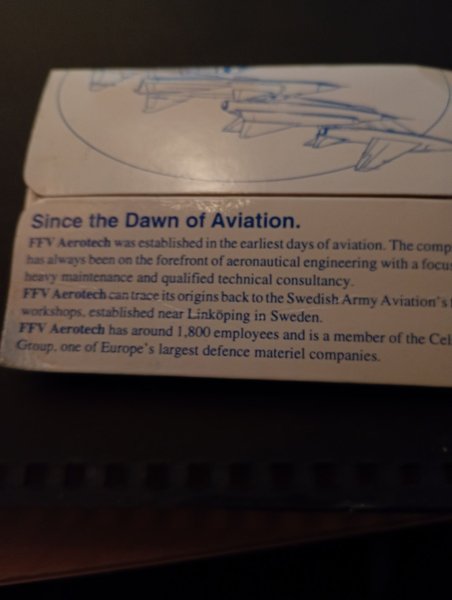 Since the Dawn of Aviation.
FFV Aerotech was established in the earliest days of aviation. The comp
has always been on the forefront of aeronautical engineering with a focu
heavy maintenance and qualified technical consultancy.
FFV Aerotech can trace its origins back to the Swedish Army Aviation's
workshops, established near Linköping in Sweden.
FFV Aerotech has around 1,800 employees and is a member of the Cel
Group, one of Europe's largest defence materiel companies.